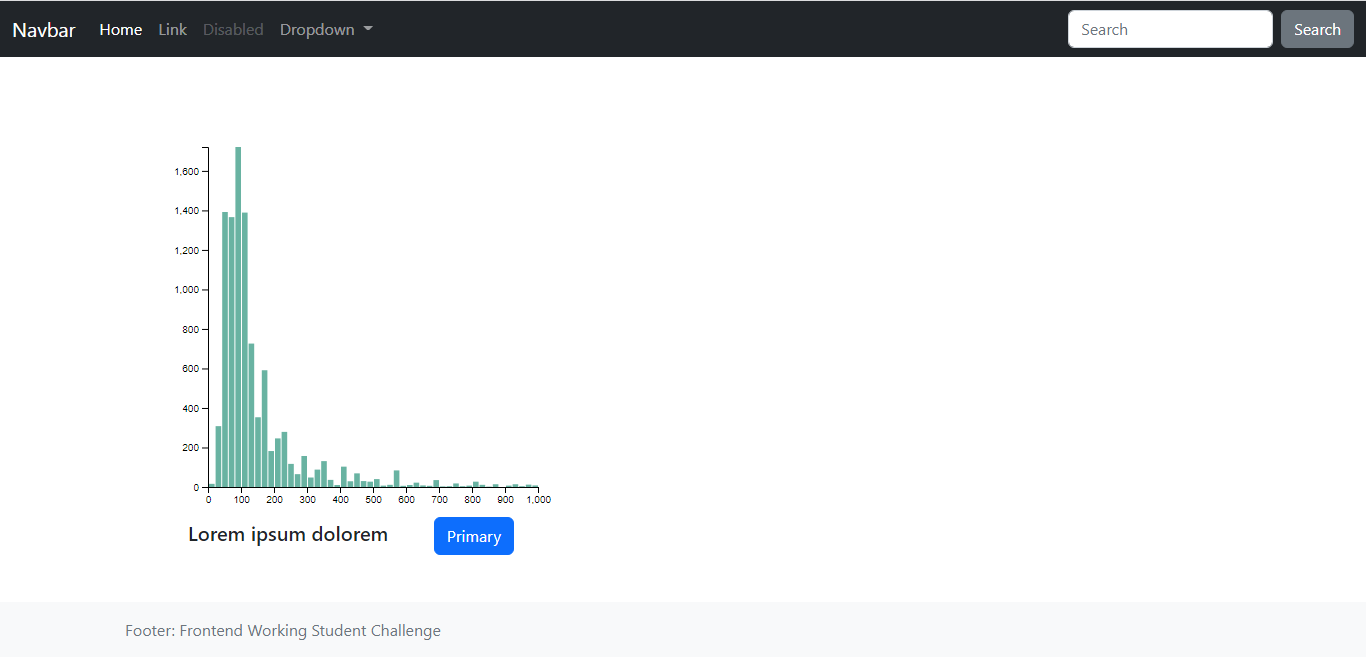 Navbar Home Link Disabled Dropdown Search Search
1,600
1,400
1,200
1,000
800
600
400
200
0
0 100 200 300 400 500 600 700 800 900 1,000
Lorem ipsum dolorem Primary
Footer: Frontend Working Student Challenge